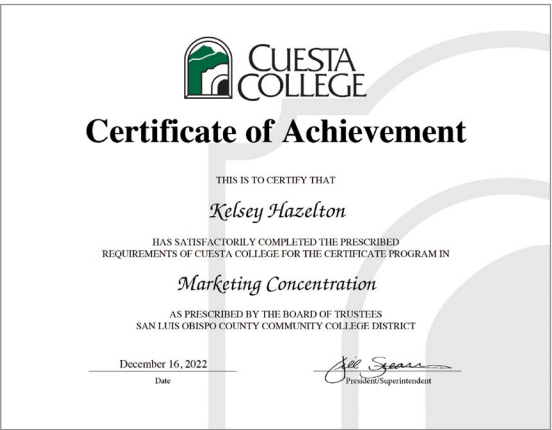 CUESTA
COLLEGE
Certificate of Achievement
THIS IS TO CERTIFY THAT
Kelsey Hazelton
HAS SATISFACTORILY COMPLETED THE PRESCRIBED
REQUIREMENTS OF CUESTA COLLEGE FOR THE CERTIFICATE PROGRAM IN
Marketing Concentration
AS PRESCRIBED BY THE BOARD OF TRUSTEES
SAN LUIS OBISPO COUNTY COMMUNITY COLLEGE DISTRICT
December 16, 2022
Jill Stearns
Date
President/Superintendent